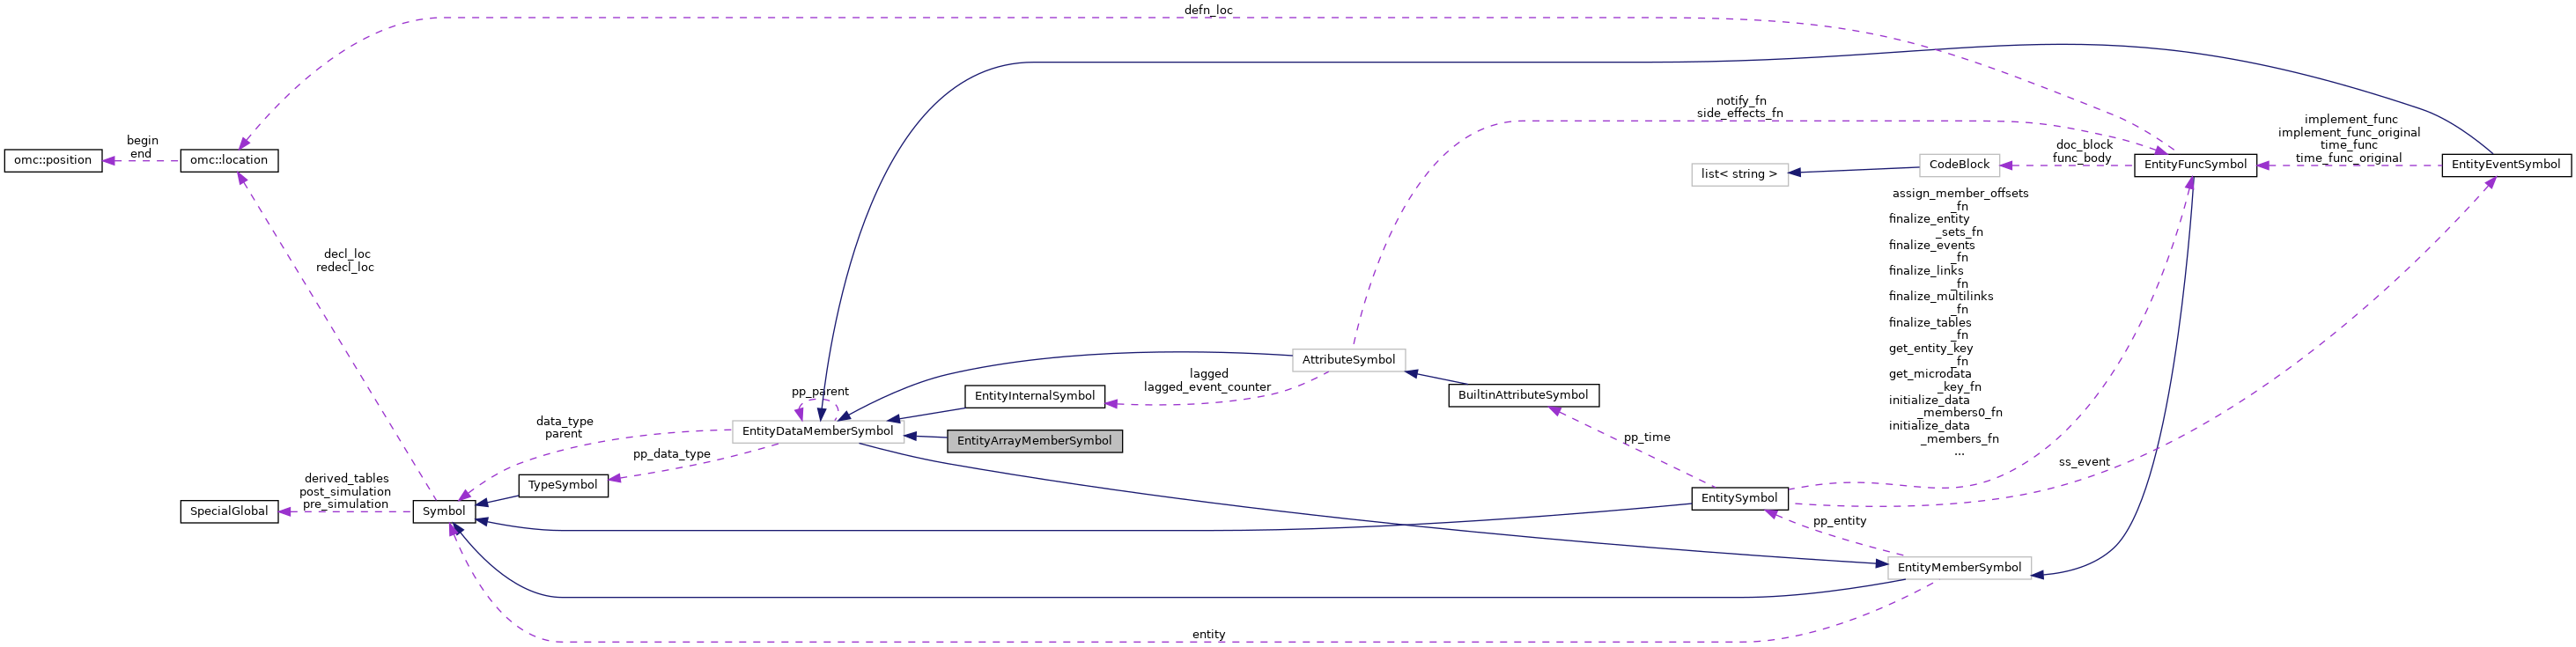 defn_loc
notify_fn
side_effects_fn
implement_func
implement_func_original
time_func
time_func_original
begin
end
doc_block
func_body
omc::position
omc::location
list< string >
CodeBlock
EntityFuncSymbol
EntityEventSymbol
assign_member_offsets
_fn
finalize_entity
_sets_fn
finalize_events
_fn
finalize_links
_fn
finalize_multilinks
_fn
finalize_tables
_fn
get_entity_key
_fn
get_microdata
_key_fn
initialize_data
_members0_fn
initialize_data
_members_fn
...
decl_loc
redecl_loc
AttributeSymbol
lagged
lagged_event_counter
pp_parent
EntityInternalSymbol
BuiltinAttributeSymbol
data_type
parent
EntityDataMemberSymbol
EntityArrayMemberSymbol
pp_time
pp_data_type
ss_event
derived_tables
post_simulation
pre_simulation
TypeSymbol
EntitySymbol
SpecialGlobal
Symbol
pp_entity
EntityMemberSymbol
entity